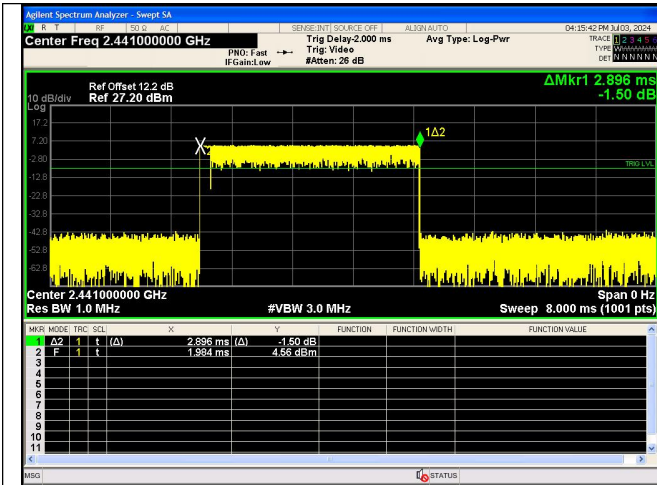 Agilent Spectrum Analyzer - Swept SA
R T RF 50 Ω AC SENSE:INT SOURCE OFF ALIGN AUTO 04:15:42 PM Jul 03, 2024
Center Freq 2.441000000 GHz
Trig Delay-2.000 ms Avg Type: Log-Pwr TRACE 1 2 3 4 5 6
PNO: Fast Trig: Video TYPE
IFGain:Low #Atten: 26 dB DET N N N N N N
ΔMkr1 2.896 ms
-1.50 dB
Ref Offset 12.2 dB
10 dB/div Ref 27.20 dBm
Log
17.2
7.20
-2.80
-12.8
-22.8
-32.8
-42.8
-52.8
-62.8
X2
1Δ2
TRIG LVL
Center 2.441000000 GHz Span 0 Hz
Res BW 1.0 MHz #VBW 3.0 MHz Sweep 8.000 ms (1001 pts)
MKR MODE TRC SCL X Y FUNCTION FUNCTION WIDTH FUNCTION VALUE
1 Δ2 1 t (Δ) 2.896 ms (Δ) -1.50 dB
2 F 1 t 1.984 ms 4.56 dBm
3
4
5
6
7
8
9
10
11
MSG STATUS